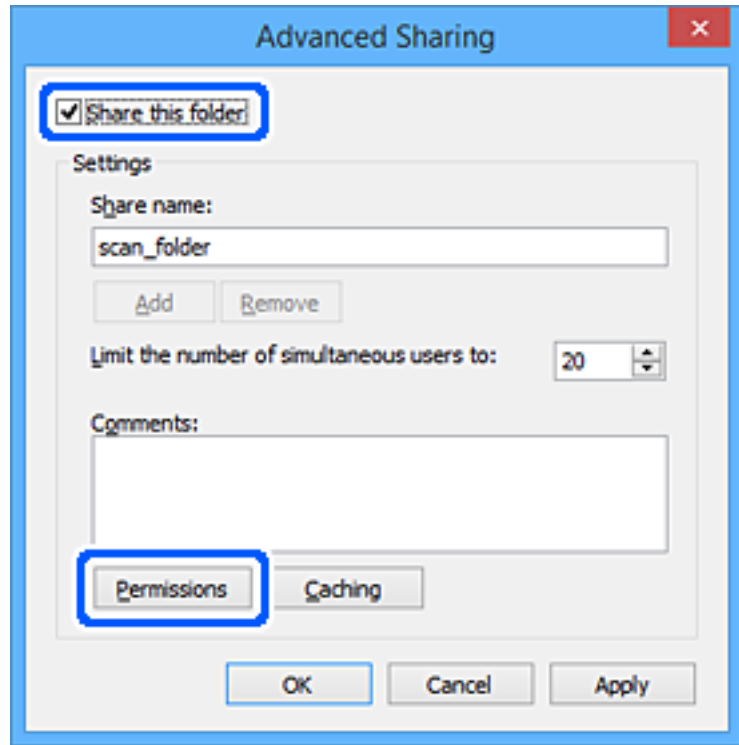 Advanced Sharing
Share this folder
Settings
Share name:
scan_folder
Add Remove
Limit the number of simultaneous users to: 20
Comments:
Permissions Caching
OK Cancel Apply